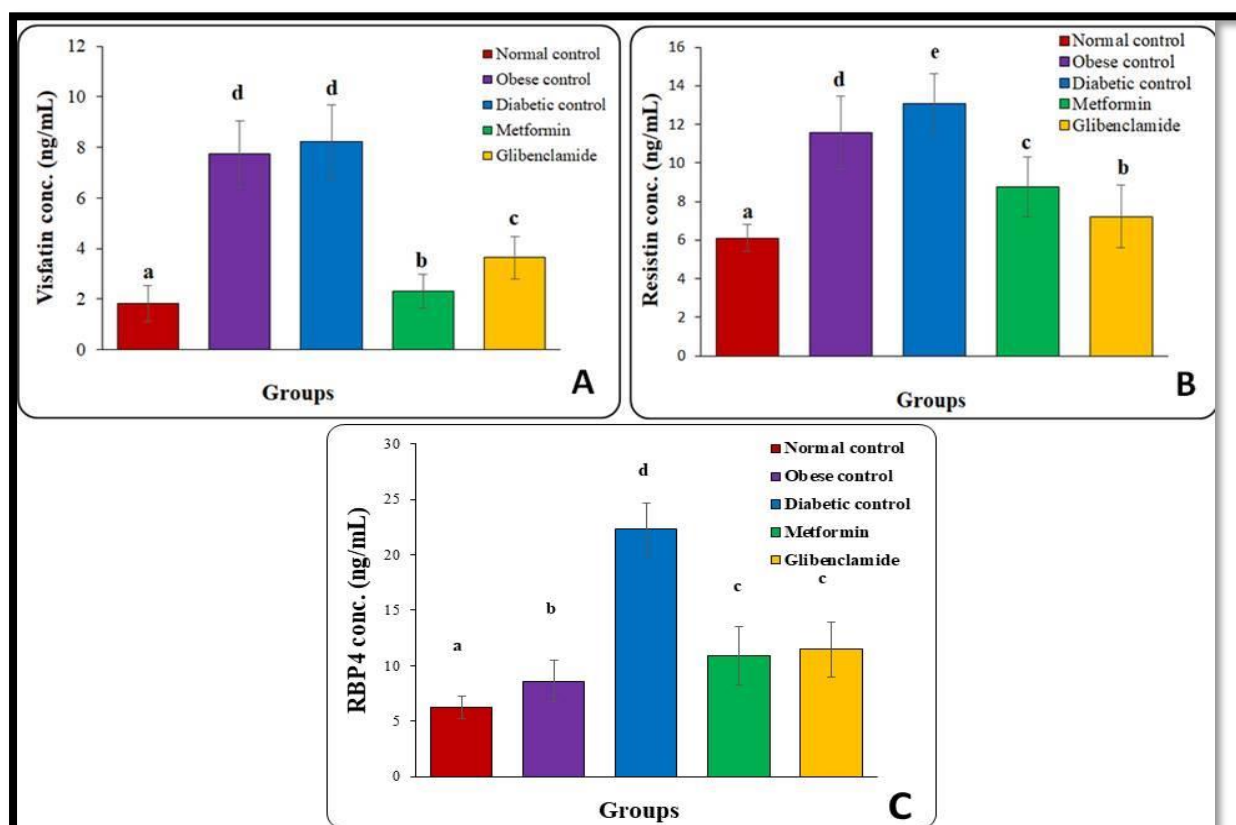 12
10
8
6
4
2
0
Visfatin conc. (ng/mL)
a
d
d
b
c
Normal control
Obese control
Diabetic control
Metformin
Glibenclamide
Groups
A
16
14
12
10
8
6
4
2
0
Resistin conc. (ng/mL)
a
d
e
c
b
Normal control
Obese control
Diabetic control
Metformin
Glibenclamide
Groups
B
30
25
20
15
10
5
0
RBP4 conc. (ng/mL)
a
b
d
c
c
Normal control
Obese control
Diabetic control
Metformin
Glibenclamide
Groups
C